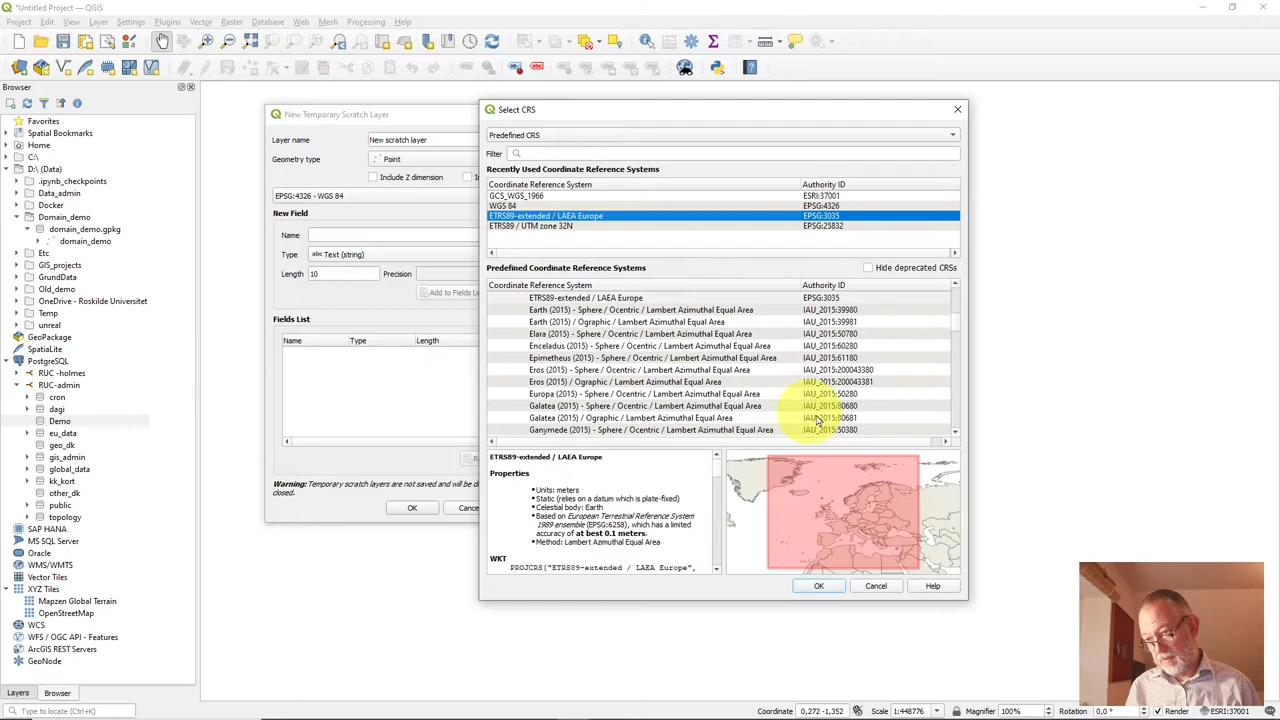 *Untitled Project — QGIS
Project Edit View Layer Settings Plugins Vector Raster Database Web Mesh Processing Help
Browser
Favorites
Spatial Bookmarks
Home
C:\
D:\ (Data)
.ipynb_checkpoints
Data_admin
Docker
Domain_demo
domain_demo.gpkg
domain_demo
Etc
GIS_projects
GrundData
Old_demo
OneDrive - Roskilde Universitet
Temp
unreal
GeoPackage
SpatiaLite
PostgreSQL
RUC -holmes
RUC-admin
cron
dagi
Demo
eu_data
geo_dk
gis_admin
global_data
kk_kort
other_dk
public
topology
SAP HANA
MS SQL Server
Oracle
WMS/WMTS
Vector Tiles
XYZ Tiles
Mapzen Global Terrain
OpenStreetMap
WCS
WFS / OGC API - Features
ArcGIS REST Servers
GeoNode
Layers Browser
New Temporary Scratch Layer
Layer name New scratch layer
Geometry type Point
Include Z dimension
EPSG:4326 - WGS 84
New Field
Name
Type abc Text (string)
Length 10 Precision
Add to Fields Li
Fields List
Name Type Length
Warning: Temporary scratch layers are not saved and will be d
closed.
OK Cance
Select CRS
Predefined CRS
Filter
Recently Used Coordinate Reference Systems
Coordinate Reference System Authority ID
GCS_WGS_1966 ESRI:37001
WGS 84 EPSG:4326
ETRS89-extended / LAEA Europe EPSG:3035
ETRS89 / UTM zone 32N EPSG:25832
Predefined Coordinate Reference Systems Hide deprecated CRSs
Coordinate Reference System Authority ID
ETRS89-extended / LAEA Europe EPSG:3035
Earth (2015) - Sphere / Ocentric / Lambert Azimuthal Equal Area IAU_2015:39980
Earth (2015) / Ographic / Lambert Azimuthal Equal Area IAU_2015:39981
Elara (2015) - Sphere / Ocentric / Lambert Azimuthal Equal Area IAU_2015:50780
Enceladus (2015) - Sphere / Ocentric / Lambert Azimuthal Equal Area IAU_2015:60280
Epimetheus (2015) - Sphere / Ocentric / Lambert Azimuthal Equal Area IAU_2015:61180
Eros (2015) - Sphere / Ocentric / Lambert Azimuthal Equal Area IAU_2015:200043380
Eros (2015) / Ographic / Lambert Azimuthal Equal Area IAU_2015:200043381
Europa (2015) - Sphere / Ocentric / Lambert Azimuthal Equal Area IAU_2015:50280
Galatea (2015) - Sphere / Ocentric / Lambert Azimuthal Equal Area IAU_2015:80680
Galatea (2015) / Ographic / Lambert Azimuthal Equal Area IAU_2015:80681
Ganymede (2015) - Sphere / Ocentric / Lambert Azimuthal Equal Area IAU_2015:50380
ETRS89-extended / LAEA Europe
Properties
Units: meters
Static (relies on a datum which is plate-fixed)
Celestial body: Earth
Based on European Terrestrial Reference System
1989 ensemble (EPSG:6258), which has a limited
accuracy of at best 0.1 meters.
Method: Lambert Azimuthal Equal Area
WKT
PROJCRS["ETRS89-extended / LAEA Europe",
OK Cancel Help
Type to locate (Ctrl+K) Coordinate 0,272 -1,352 Scale 1:448776 Magnifier 100% Rotation 0,0 ° Render ESRI:37001